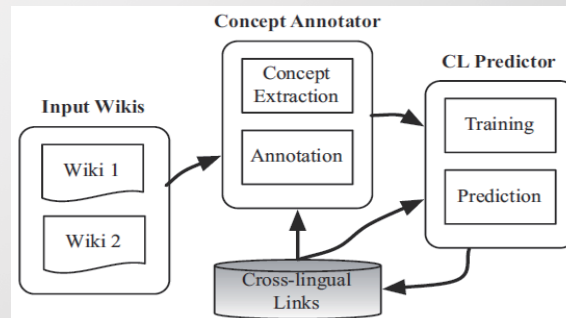 Concept Annotator
Concept
Extraction
Annotation
CL Predictor
Training
Prediction
Input Wikis
Wiki 1
Wiki 2
Cross-lingual
Links